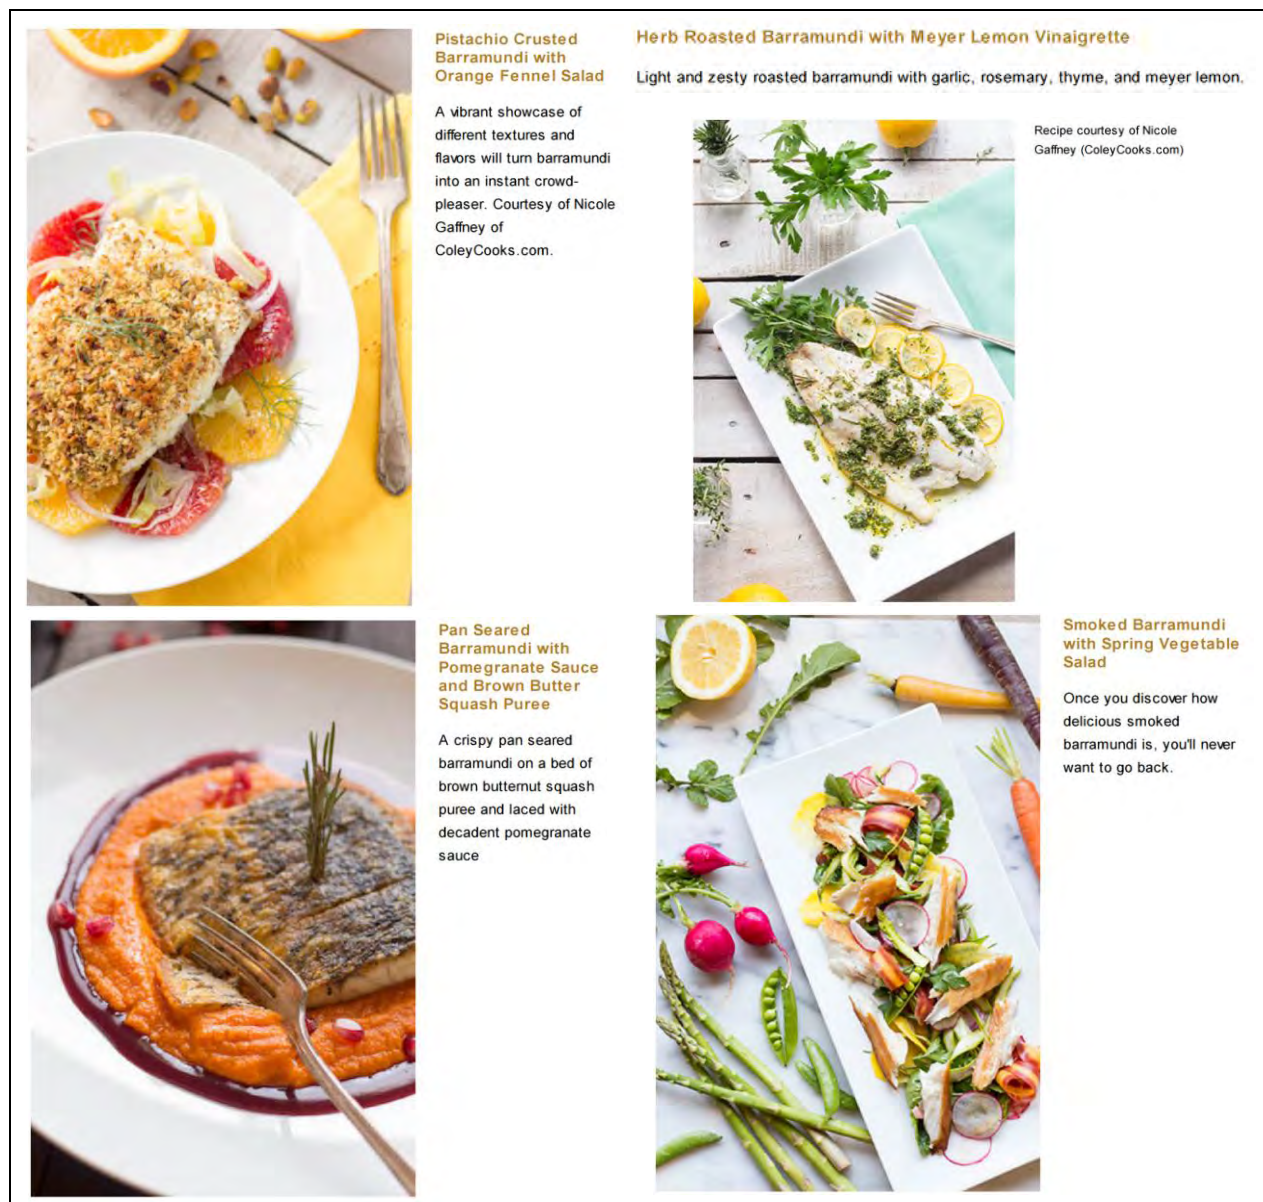 Pistachio Crusted
Barramundi with
Orange Fennel Salad
A vibrant showcase of
different textures and
flavors will turn barramundi
into an instant crowd-
pleaser. Courtesy of Nicole
Gaffney of
ColeyCooks.com.
Herb Roasted Barramundi with Meyer Lemon Vinaigrette
Light and zesty roasted barramundi with garlic, rosemary, thyme, and meyer lemon.
Recipe courtesy of Nicole
Gaffney (ColeyCooks.com)
Pan Seared
Barramundi with
Pomegranate Sauce
and Brown Butter
Squash Puree
A crispy pan seared
barramundi on a bed of
brown butternut squash
puree and laced with
decadent pomegranate
sauce
Smoked Barramundi
with Spring Vegetable
Salad
Once you discover how
delicious smoked
barramundi is, you'll never
want to go back.